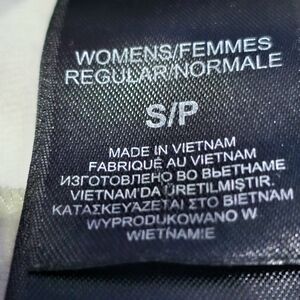 WOMENS/FEMMES
REGULAR/NORMALE
S/P
MADE IN VIETNAM
FABRIQUÉ AU VIETNAM
ИЗГОТОВЛЕНО ВО ВЬЕТНАМЕ
VIETNAM'DA ÜRETILMIŞTIR.
ΚΑΤΑΣΚΕΥΑΖΕΤΑΙ ΣΤΟ ΒΙΕΤΝΑΜ
WYPRODUKOWANO W
WIETNAMIE